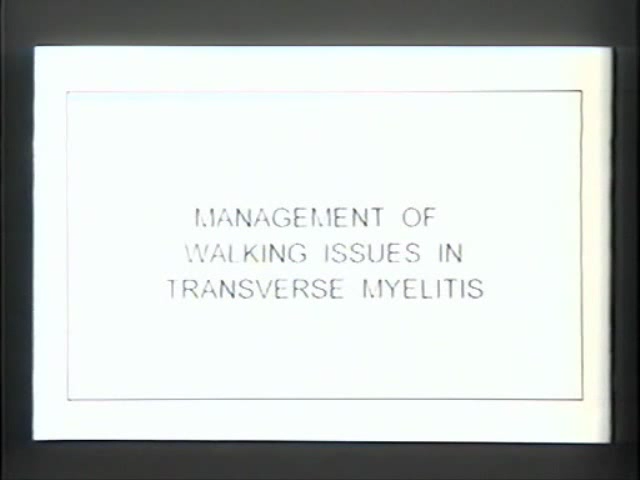 MANAGEMENT OF
WALKING ISSUES IN
TRANSVERSE MYELITIS